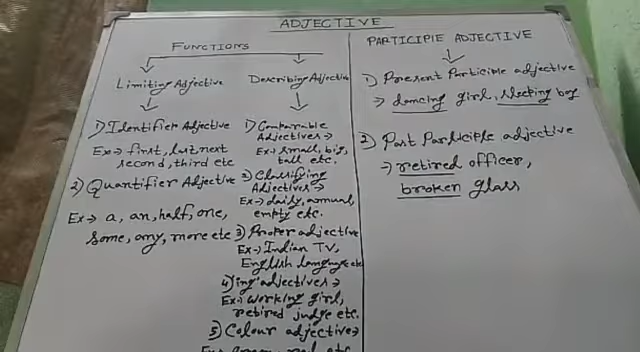 ADJECTIVE
FUNCTIONS
Limiting Adjective
1) Identifier Adjective
Ex→ first, last, next
second, third etc
2) Quantifier Adjective
Ex→ a, an, half, one,
some, any, more etc
Describing Adjective
1) Comparable
Adjectives→
Ex→ small, big,
tall etc.
2) Classifying
Adjectives→
Ex→ daily, annual,
empty etc.
3) Proper adjective
Ex→ Indian TV,
English language etc
4) 'ing' adjectives→
Ex→ working girl,
retired judge etc.
5) Colour adjective→
PARTICIPLE ADJECTIVE
1) Present Participle adjective
→ dancing girl, boy
2) Past Participle adjective
→ retired officer,
broken glass